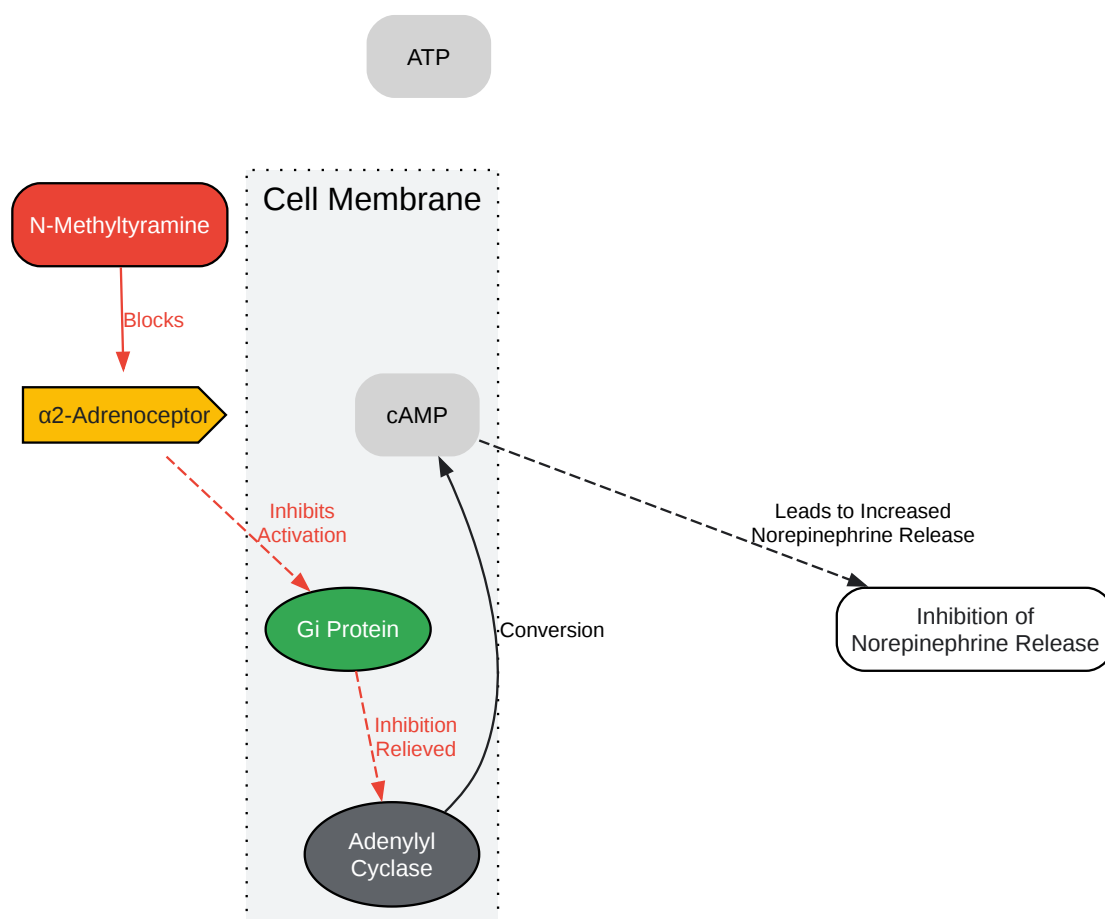 ATP
Cell Membrane
N-Methyltyramine
Blocks
α2-Adrenoceptor
cAMP
Inhibits
Activation
Leads to Increased
Norepinephrine Release
Gi Protein
Conversion
Inhibition of
Norepinephrine Release
Inhibition
Relieved
Adenylyl
Cyclase